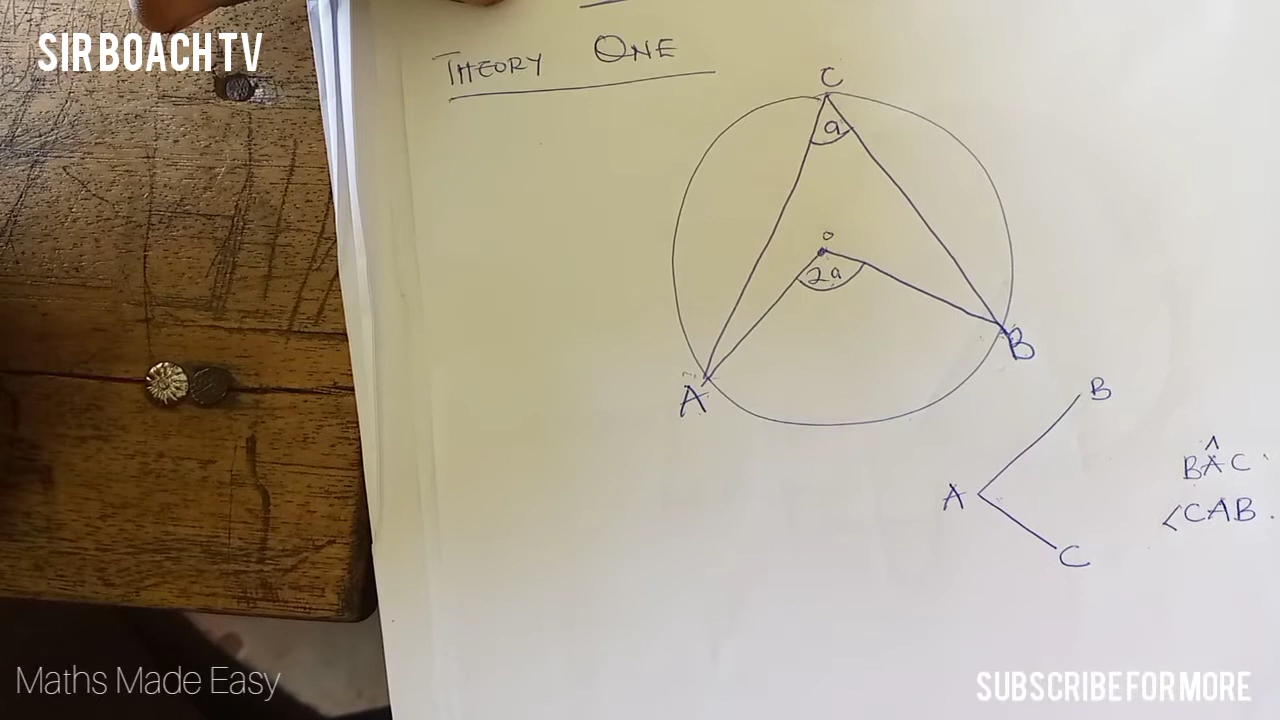 SIR BOACH TV
THEORY ONE
C
a
o
2a
B
A
B
A
C
BÂC.
<CAB.
Maths Made Easy
SUBSCRIBE FOR MORE